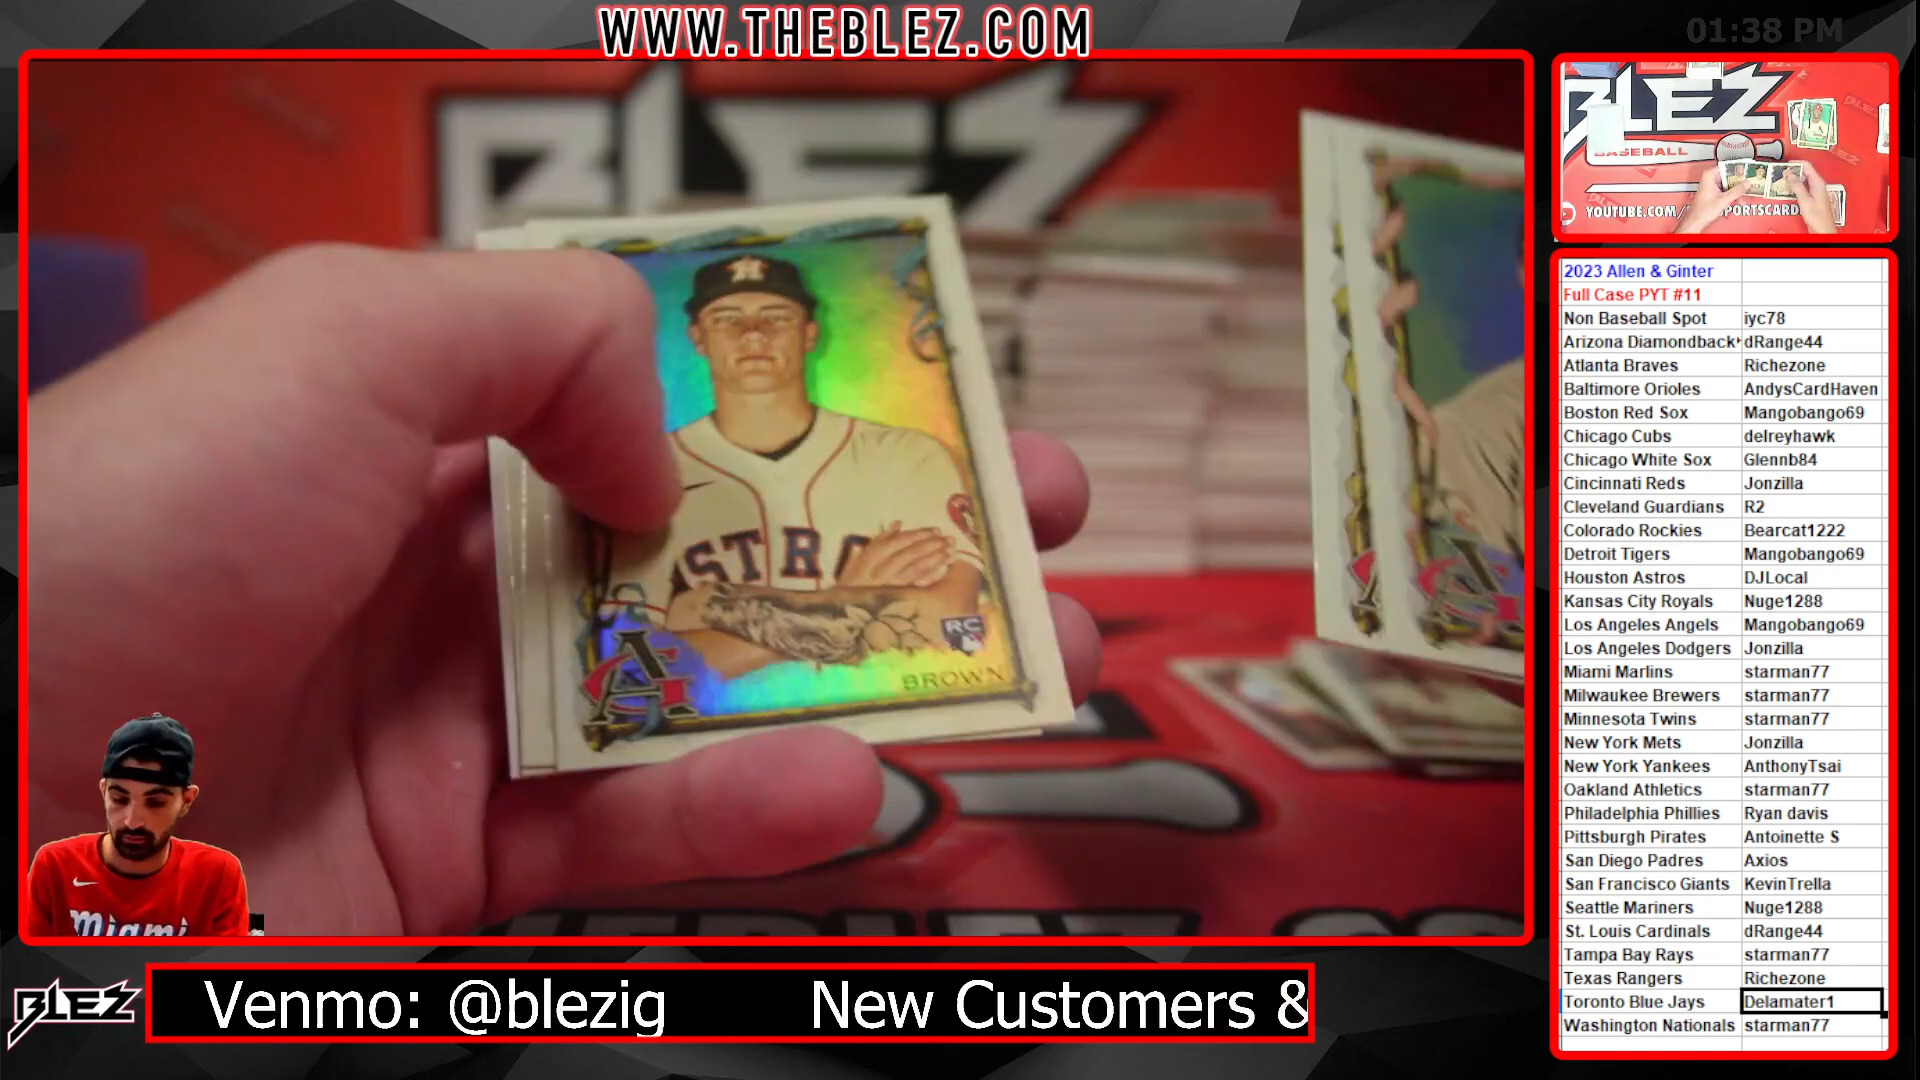 WWW.THEBLEZ.COM
01:38 PM
BLEZ
ASTRO
RC
BROWN
Miami
BLEZ
BASEBALL
YOUTUBE.COM/
SPORTSCARD
2023 Allen & Ginter
Full Case PYT #11
Non Baseball Spot iyc78
Arizona Diamondback dRange44
Atlanta Braves Richezone
Baltimore Orioles AndysCardHaven
Boston Red Sox Mangobango69
Chicago Cubs delreyhawk
Chicago White Sox Glennb84
Cincinnati Reds Jonzilla
Cleveland Guardians R2
Colorado Rockies Bearcat1222
Detroit Tigers Mangobango69
Houston Astros DJLocal
Kansas City Royals Nuge1288
Los Angeles Angels Mangobango69
Los Angeles Dodgers Jonzilla
Miami Marlins starman77
Milwaukee Brewers starman77
Minnesota Twins starman77
New York Mets Jonzilla
New York Yankees AnthonyTsai
Oakland Athletics starman77
Philadelphia Phillies Ryan davis
Pittsburgh Pirates Antoinette S
San Diego Padres Axios
San Francisco Giants KevinTrella
Seattle Mariners Nuge1288
St. Louis Cardinals dRange44
Tampa Bay Rays starman77
Texas Rangers Richezone
Toronto Blue Jays Delamater1
Washington Nationals starman77
BLEZ
Venmo: @blezig New Customers &